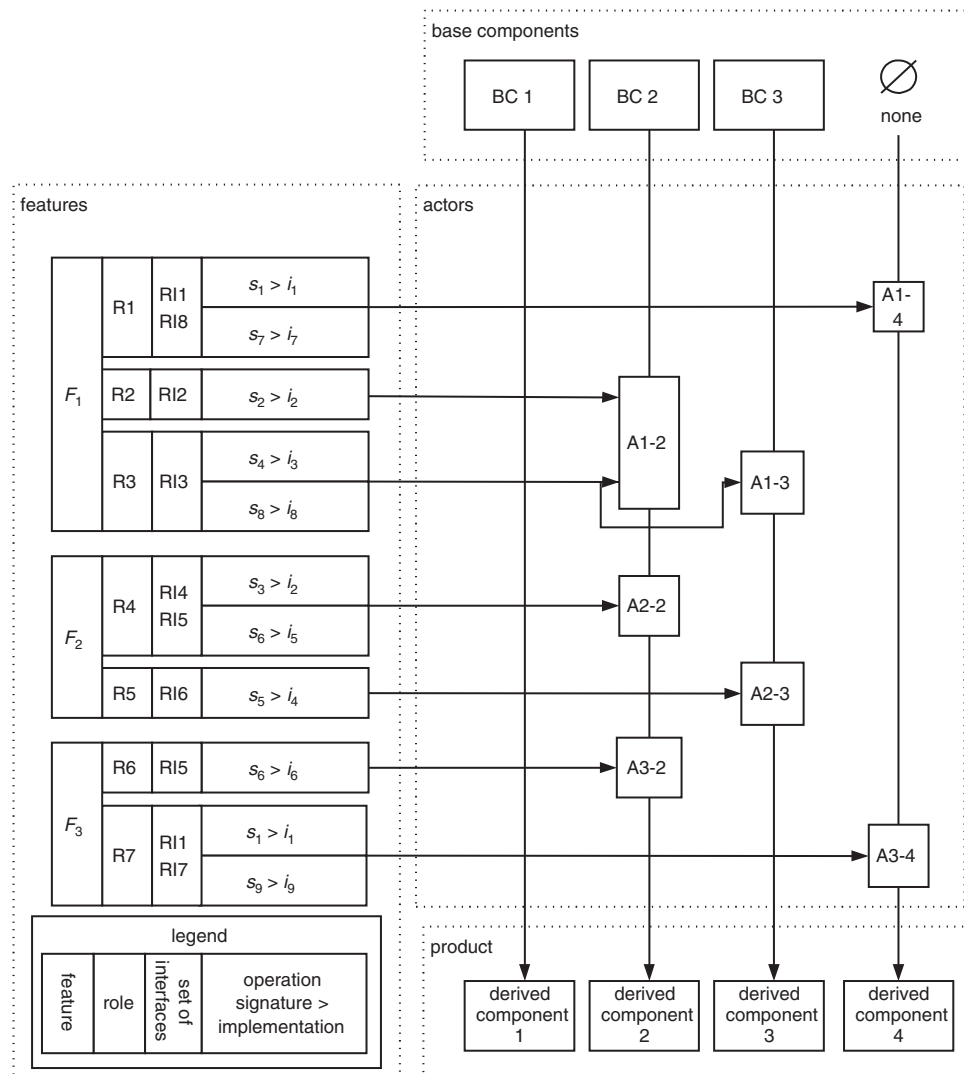 base components
BC 1
BC 2
BC 3
none
features
actors
F1
R1
RI1
RI8
s1 > i1
s7 > i7
A1-
4
R2
RI2
s2 > i2
A1-2
R3
RI3
s4 > i3
s8 > i8
A1-3
F2
R4
RI4
RI5
s3 > i2
s6 > i5
A2-2
R5
RI6
s5 > i4
A2-3
F3
R6
RI5
s6 > i6
A3-2
R7
RI1
RI7
s1 > i1
s9 > i9
A3-4
legend
feature
role
set of
interfaces
operation
signature >
implementation
product
derived
component
1
derived
component
2
derived
component
3
derived
component
4